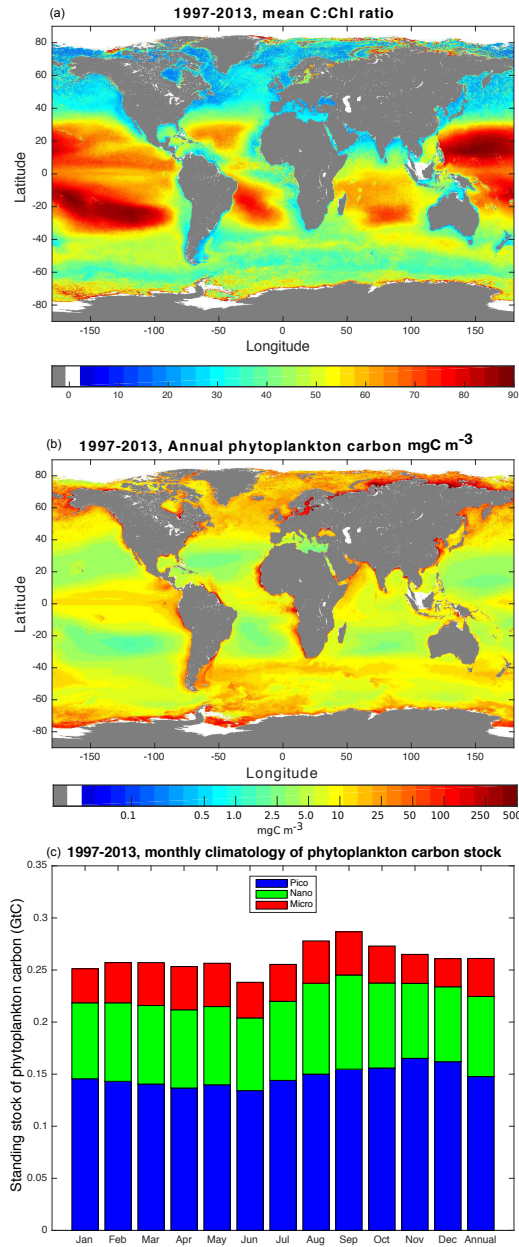 (a) 1997-2013, mean C:Chl ratio
80
60
40
20
0
-20
-40
-60
-80
Latitude
-150 -100 -50 0 50 100 150
Longitude
0 10 20 30 40 50 60 70 80 90
(b) 1997-2013, Annual phytoplankton carbon mgC m⁻³
80
60
40
20
0
-20
-40
-60
-80
Latitude
-150 -100 -50 0 50 100 150
Longitude
0.1 0.5 1.0 2.5 5.0 10 25 50 100 250 500
mgC m⁻³
(c) 1997-2013, monthly climatology of phytoplankton carbon stock
0.35
0.3
0.25
0.2
0.15
0.1
0.05
0
Standing stock of phytoplankton carbon (GtC)
Pico
Nano
Micro
Jan Feb Mar Apr May Jun Jul Aug Sep Oct Nov Dec Annual